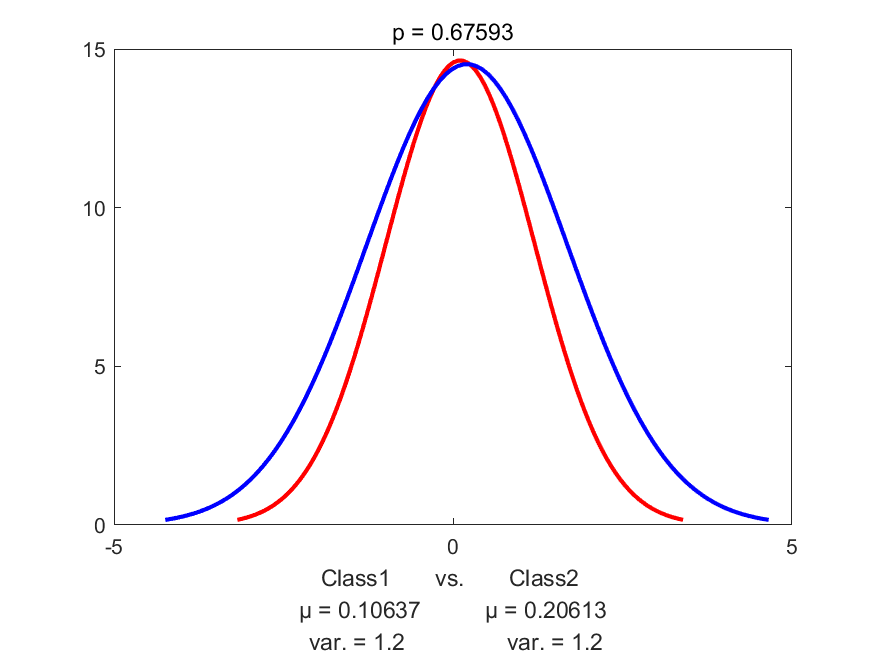 p = 0.67593
15
10
5
0
-5 0 5
Class1 vs. Class2
μ = 0.10637 μ = 0.20613
var. = 1.2 var. = 1.2